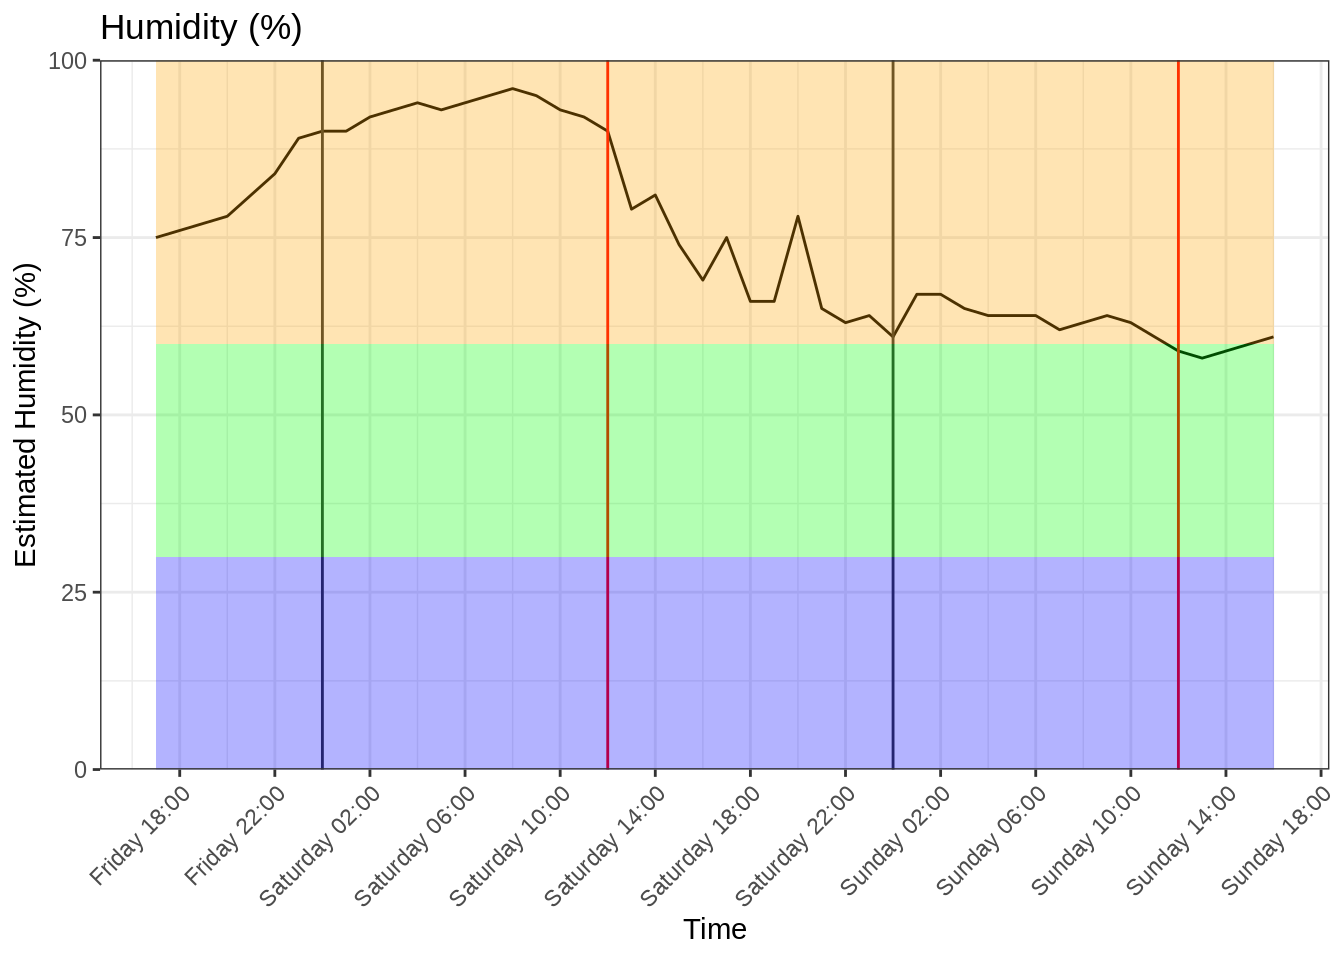 Humidity (%)
Estimated Humidity (%)
100
75
50
25
0
Friday 18:00
Friday 22:00
Saturday 02:00
Saturday 06:00
Saturday 10:00
Saturday 14:00
Saturday 18:00
Saturday 22:00
Sunday 02:00
Sunday 06:00
Sunday 10:00
Sunday 14:00
Sunday 18:00
Time